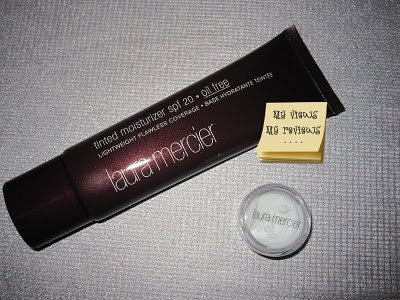 tinted moisturizer spf 20 • oil free
LIGHTWEIGHT FLAWLESS COVERAGE • BASE HYDRATANTE TEINTÉE
laura mercier
My views
My reviews
....
laura mercier